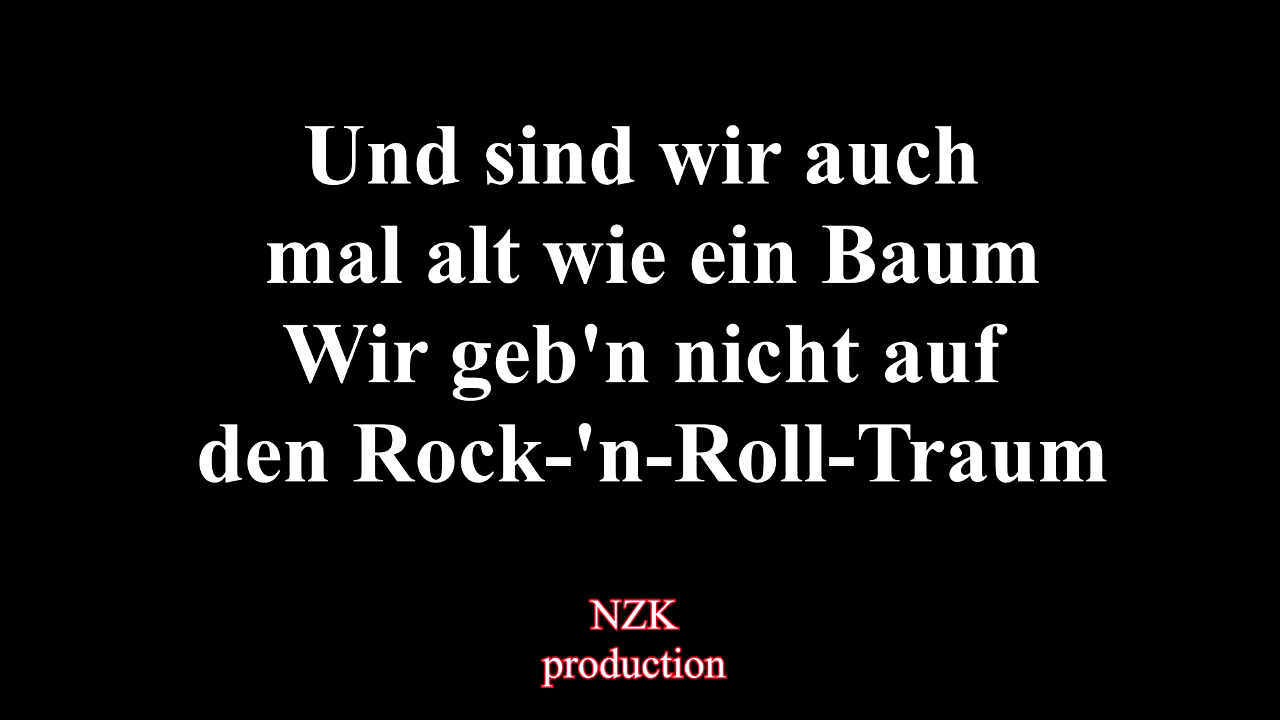 Und sind wir auch
mal alt wie ein Baum
Wir geb'n nicht auf
den Rock-'n-Roll-Traum
NZK
production